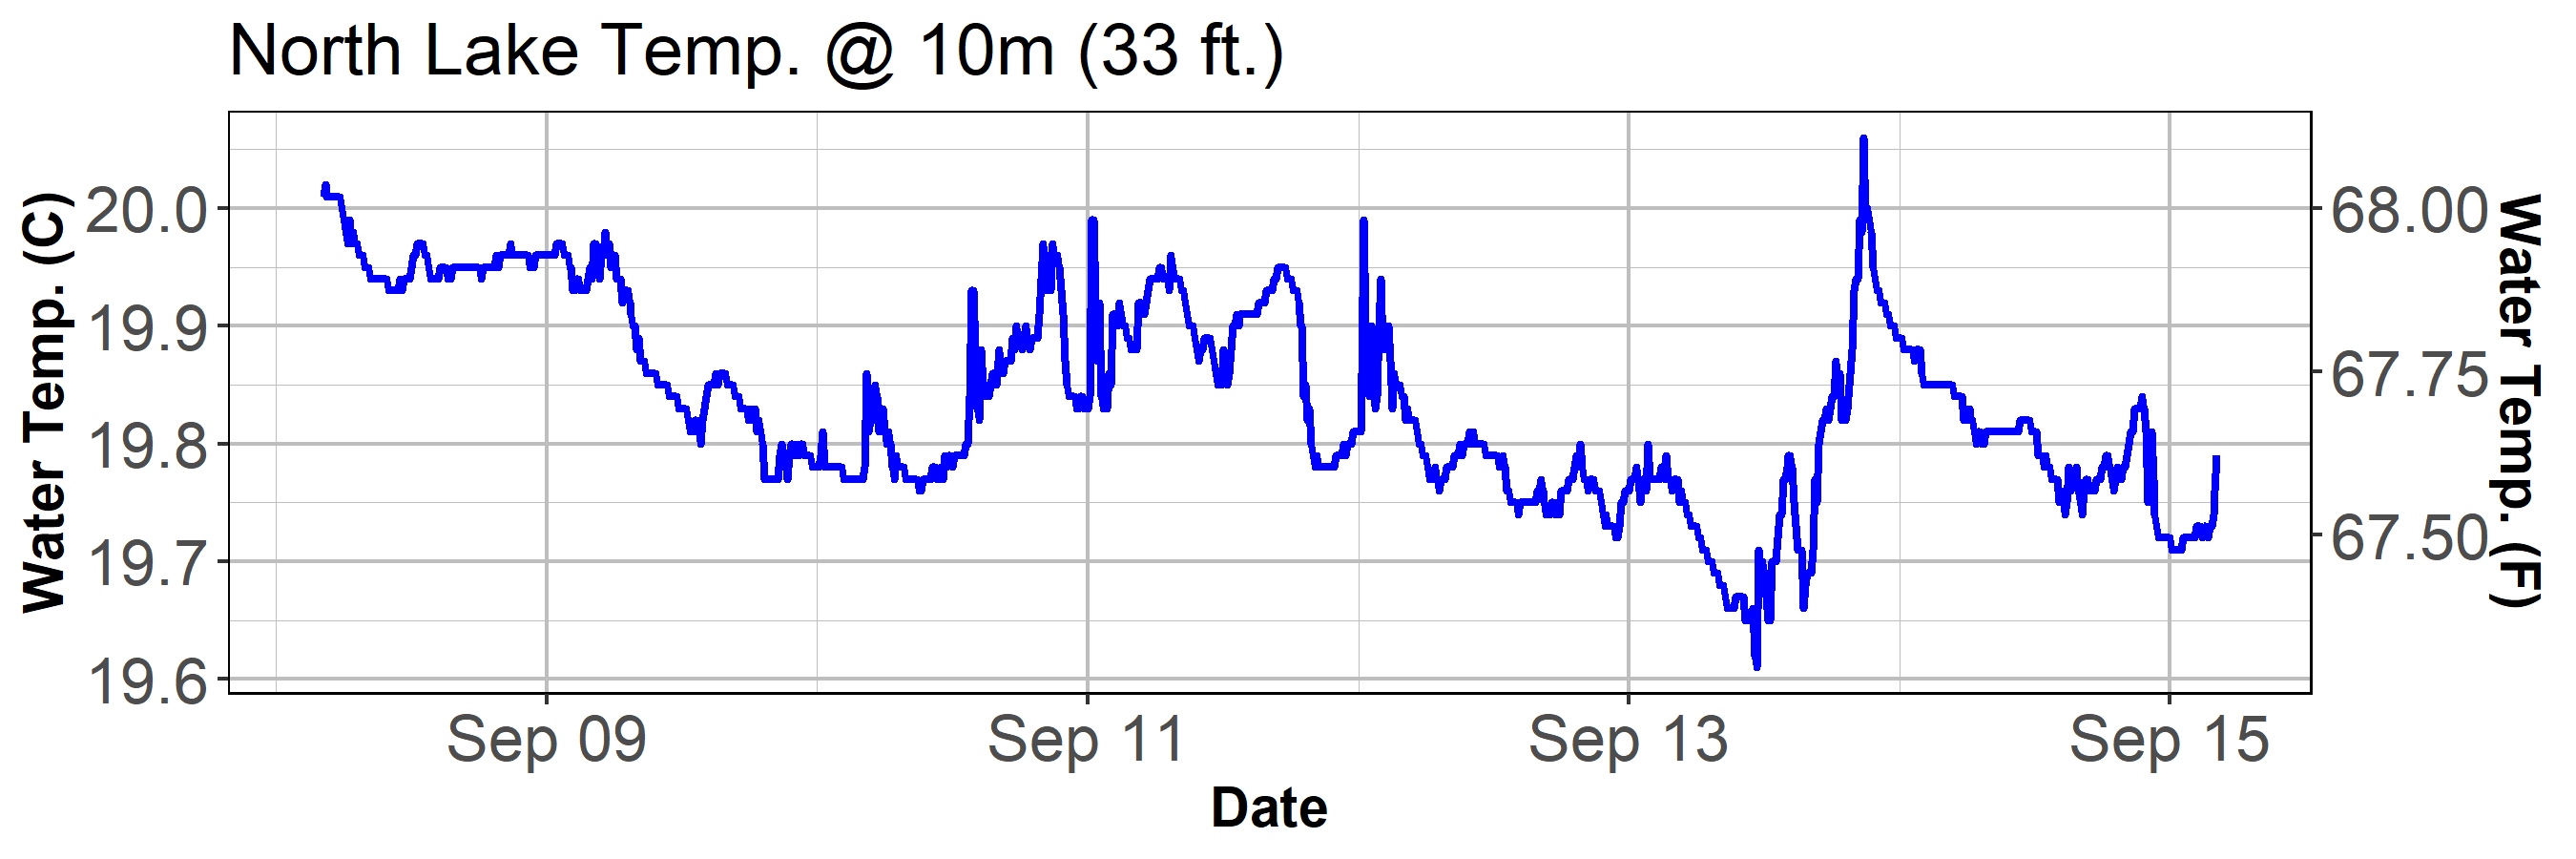 North Lake Temp. @ 10m (33 ft.)
Water Temp. (C)
20.0
19.9
19.8
19.7
19.6
68.00
67.75
67.50
Water Temp. (F)
Sep 09 Sep 11 Sep 13 Sep 15
Date